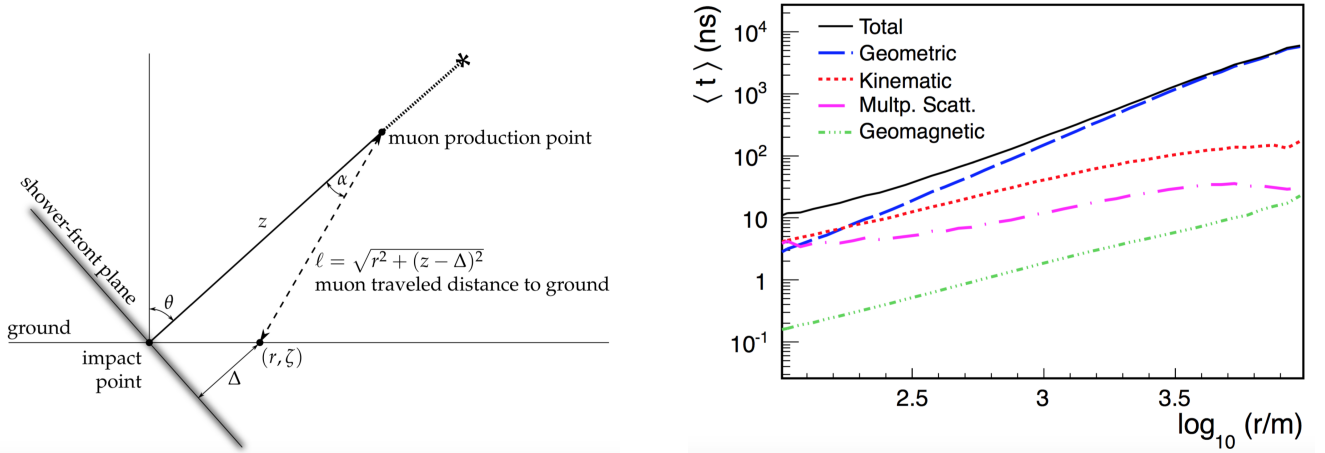 *
muon production point
α
shower-front plane
z
ℓ = √r² + (z − Δ)²
muon traveled distance to ground
θ
ground
impact
point
(r, ζ)
Δ
⟨ t ⟩ (ns)
10⁴
10³
10²
10
1
10⁻¹
Total
Geometric
Kinematic
Multp. Scatt.
Geomagnetic
2.5
3
3.5
log₁₀ (r/m)